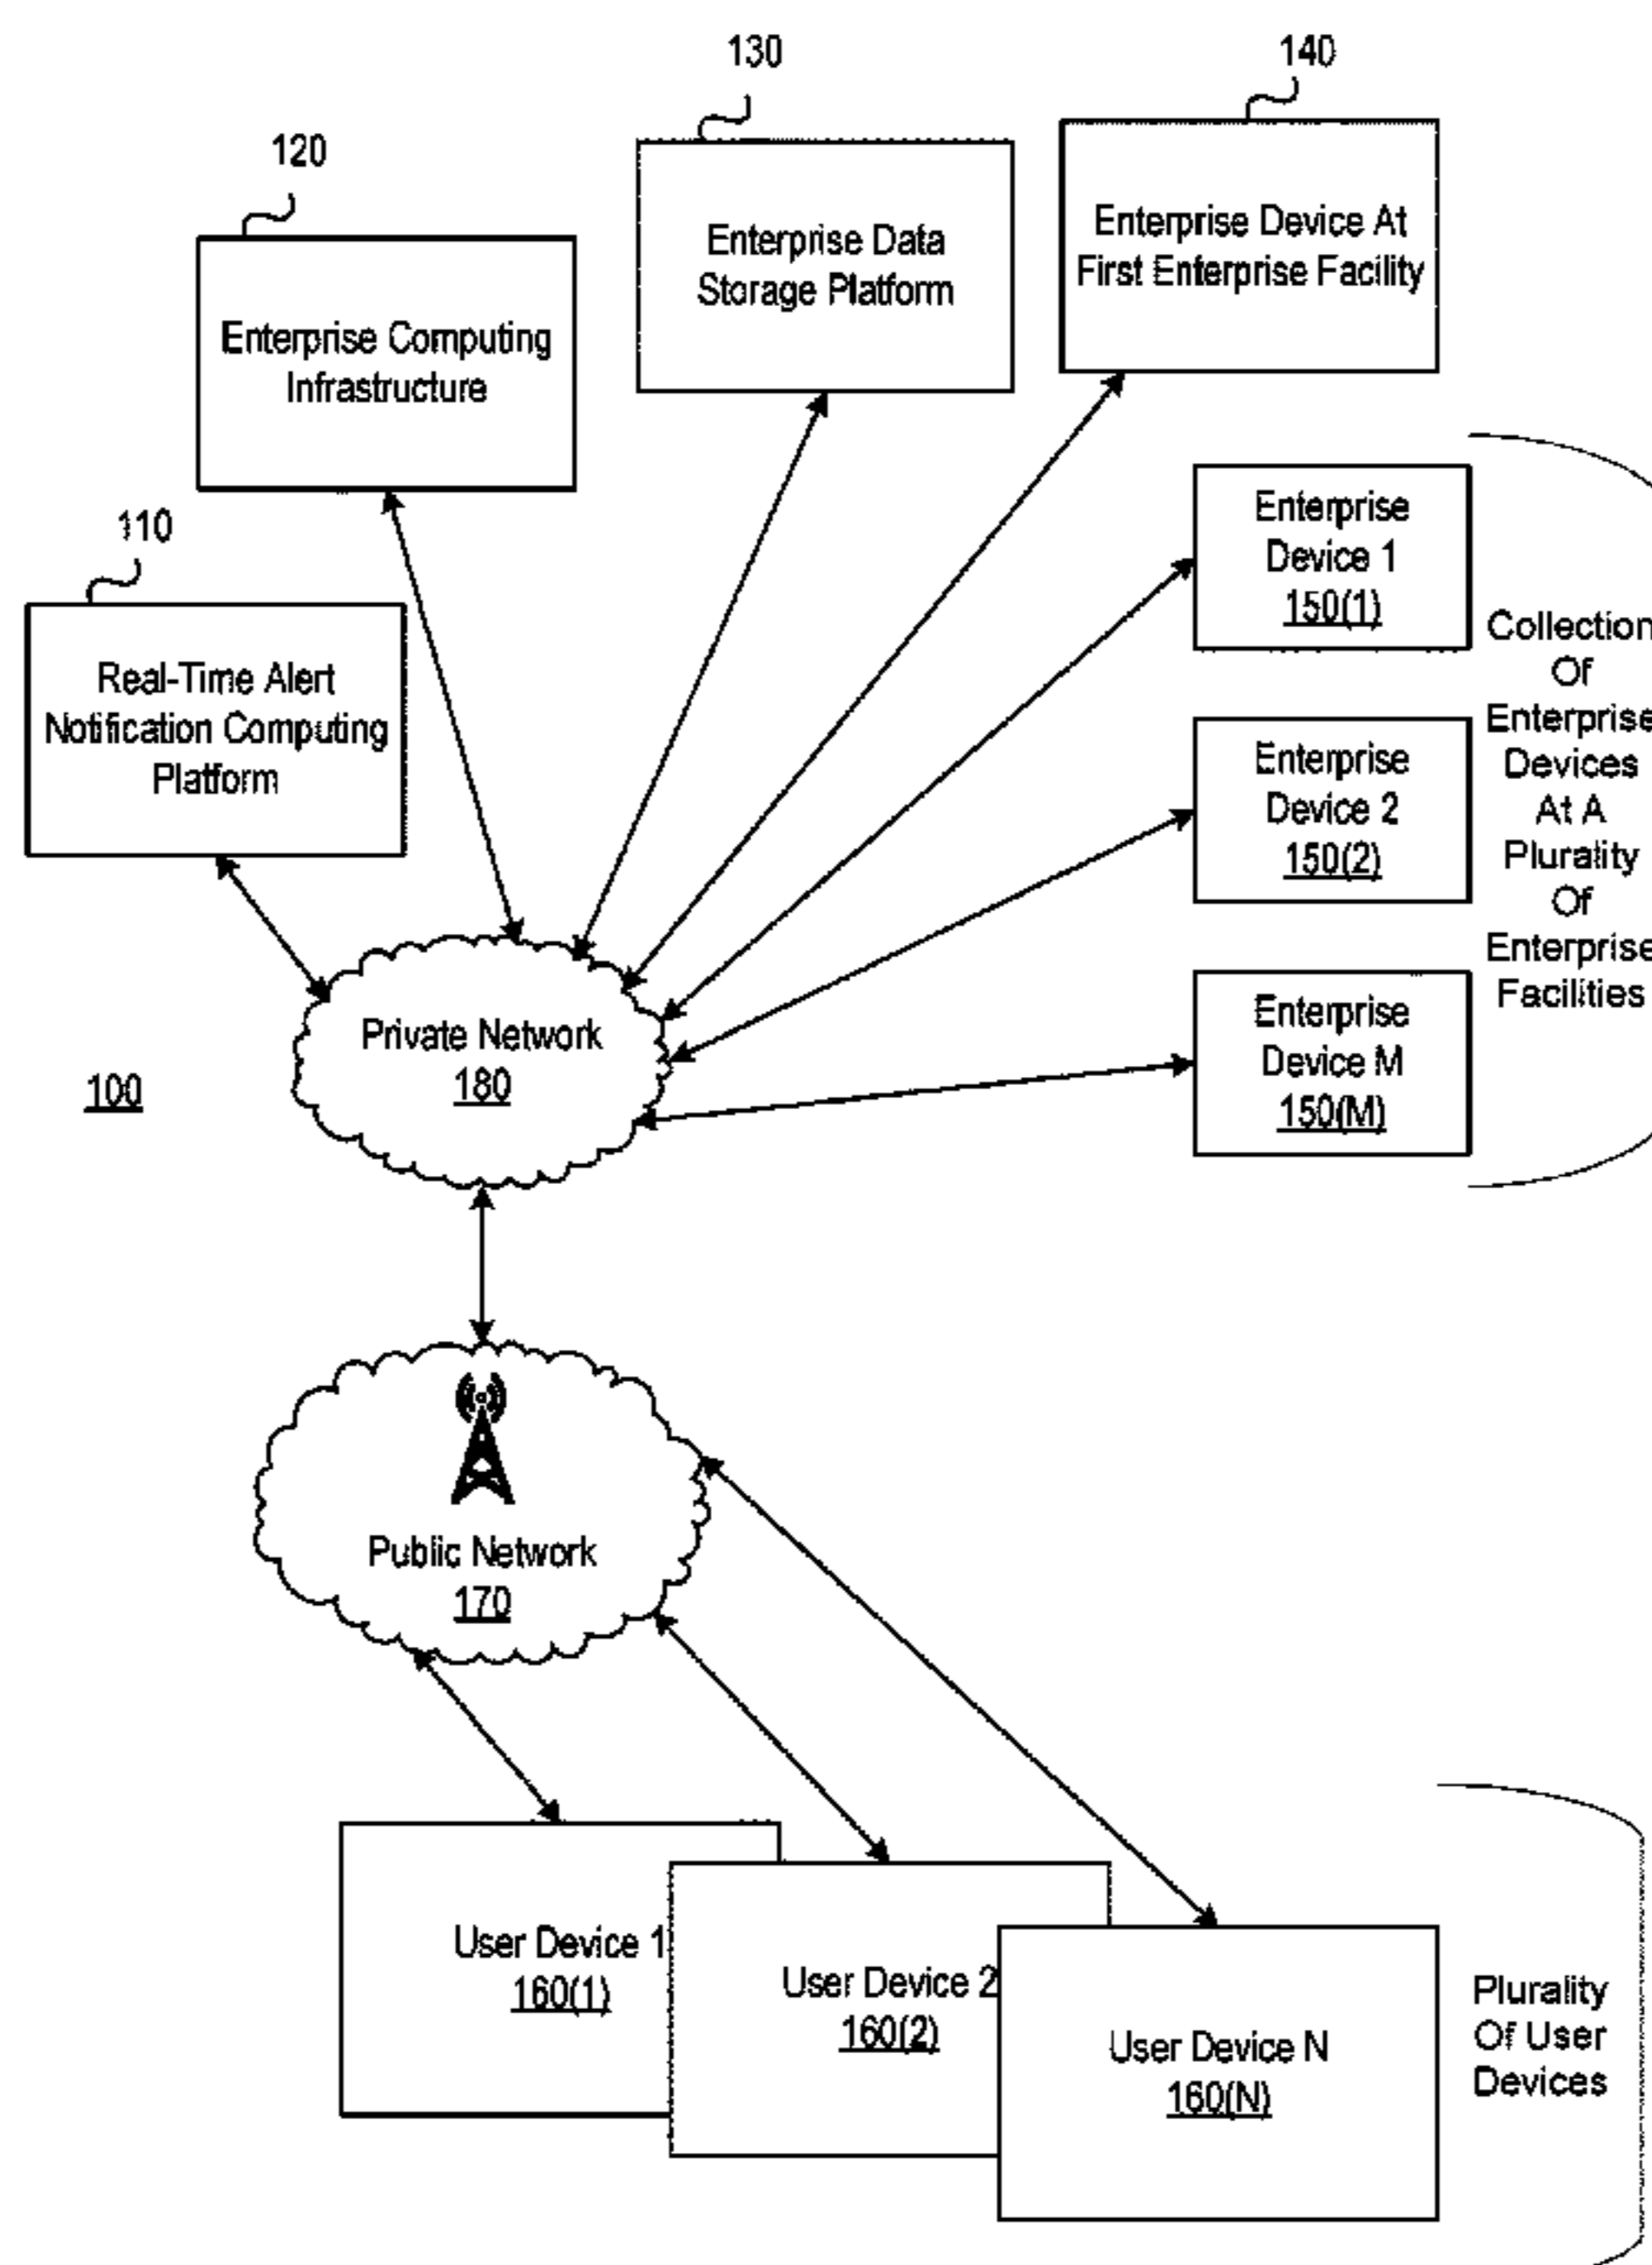 130
140
120
Enterprise Data
Storage Platform
Enterprise Device At
First Enterprise Facility
Enterprise Computing
Infrastructure
110
Real-Time Alert
Notification Computing
Platform
Enterprise
Device 1
150(1)
Enterprise
Device 2
150(2)
Enterprise
Device M
150(M)
Collection
Of
Enterprise
Devices
At A
Plurality
Of
Enterprise
Facilities
Private Network
180
100
Public Network
170
User Device 1
160(1)
User Device 2
160(2)
User Device N
160(N)
Plurality
Of User
Devices